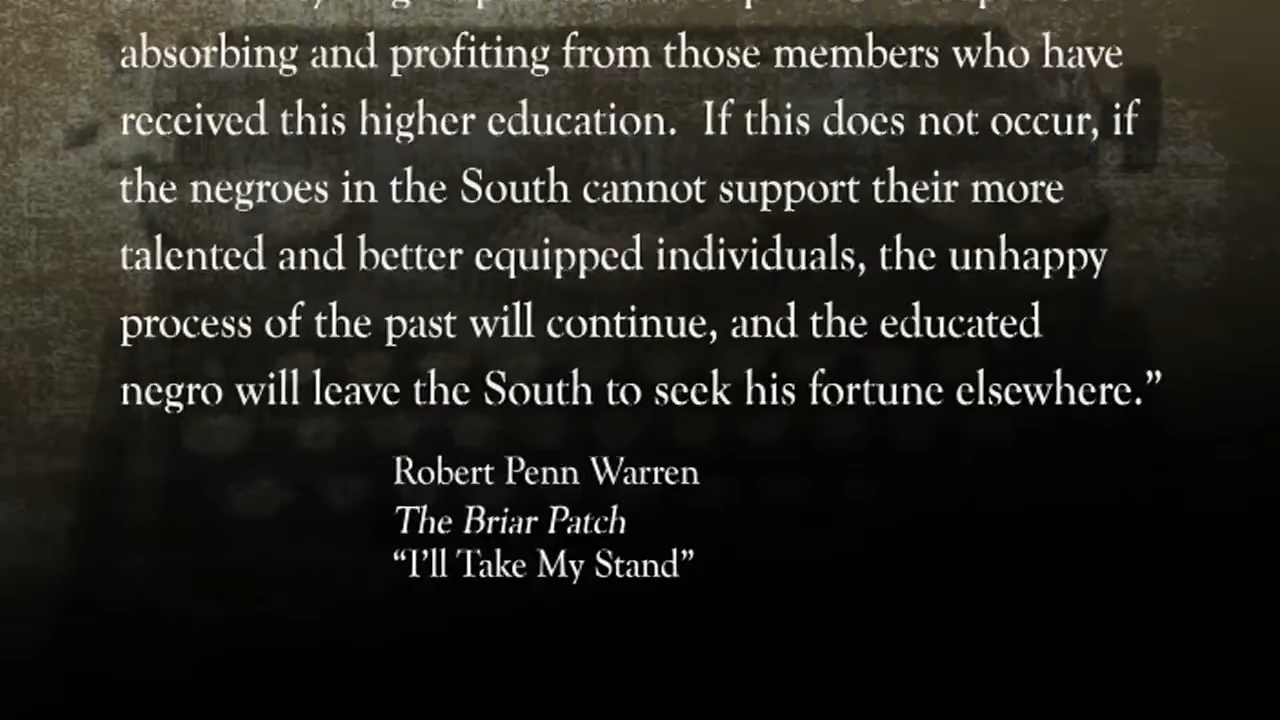 absorbing and profiting from those members who have
received this higher education.  If this does not occur, if
the negroes in the South cannot support their more
talented and better equipped individuals, the unhappy
process of the past will continue, and the educated
negro will leave the South to seek his fortune elsewhere.”
Robert Penn Warren
The Briar Patch
“I’ll Take My Stand”